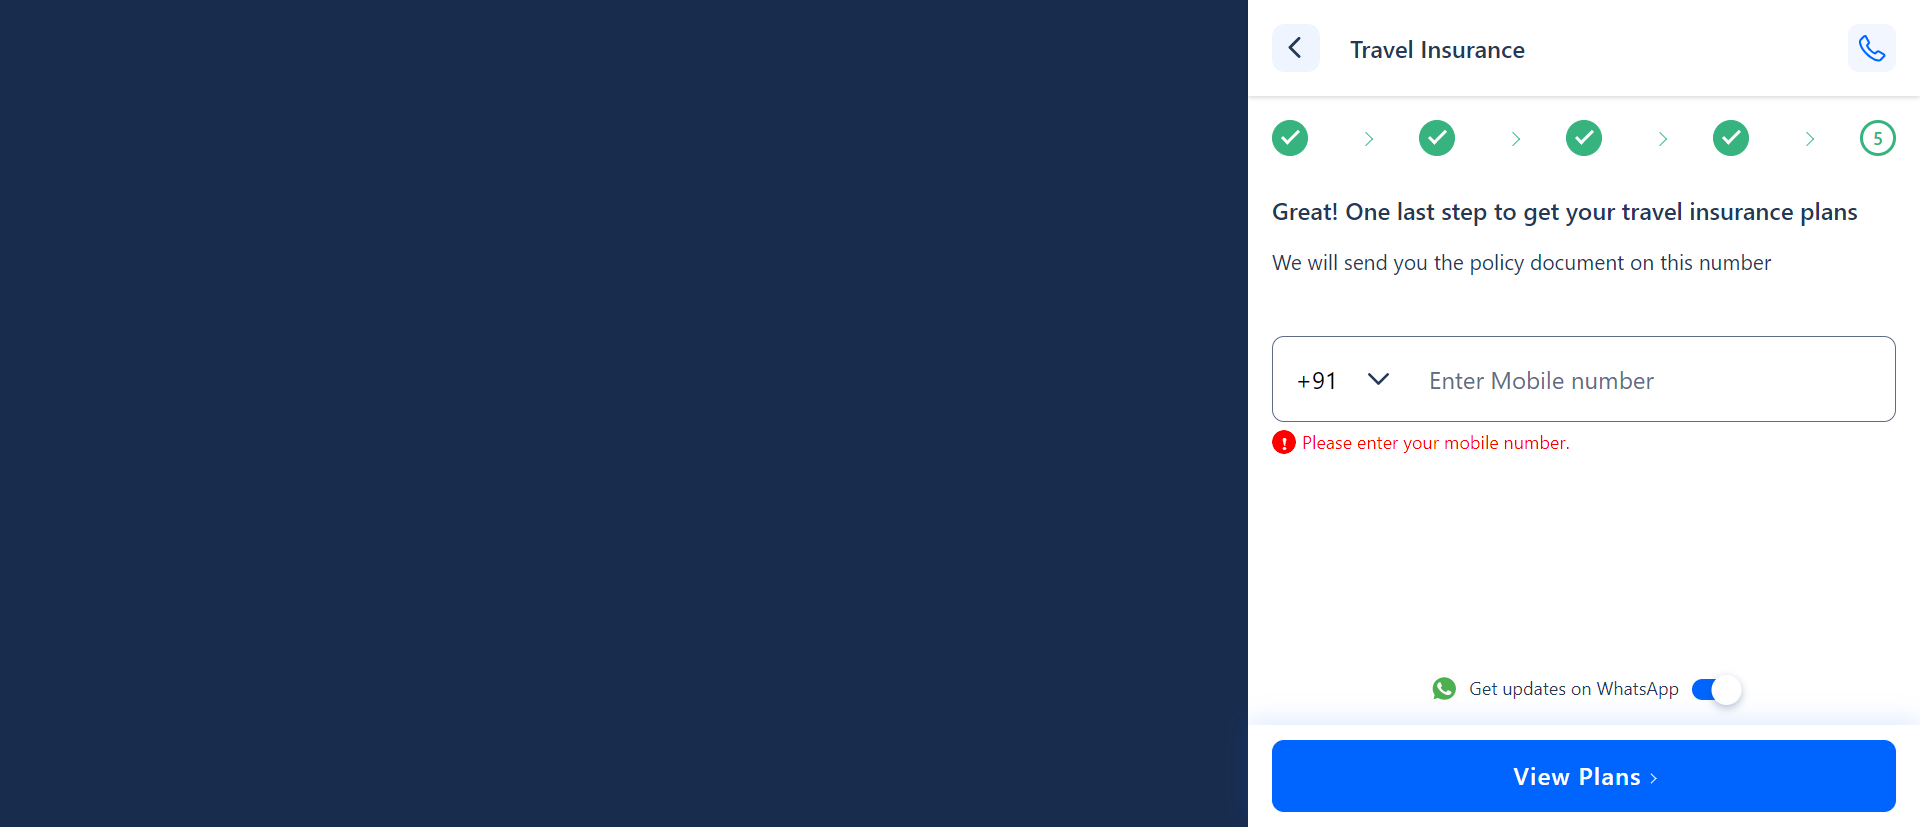 Travel Insurance
5
Great! One last step to get your travel insurance plans
We will send you the policy document on this number
+91 Enter Mobile number
Please enter your mobile number.
Get updates on WhatsApp
View Plans ›